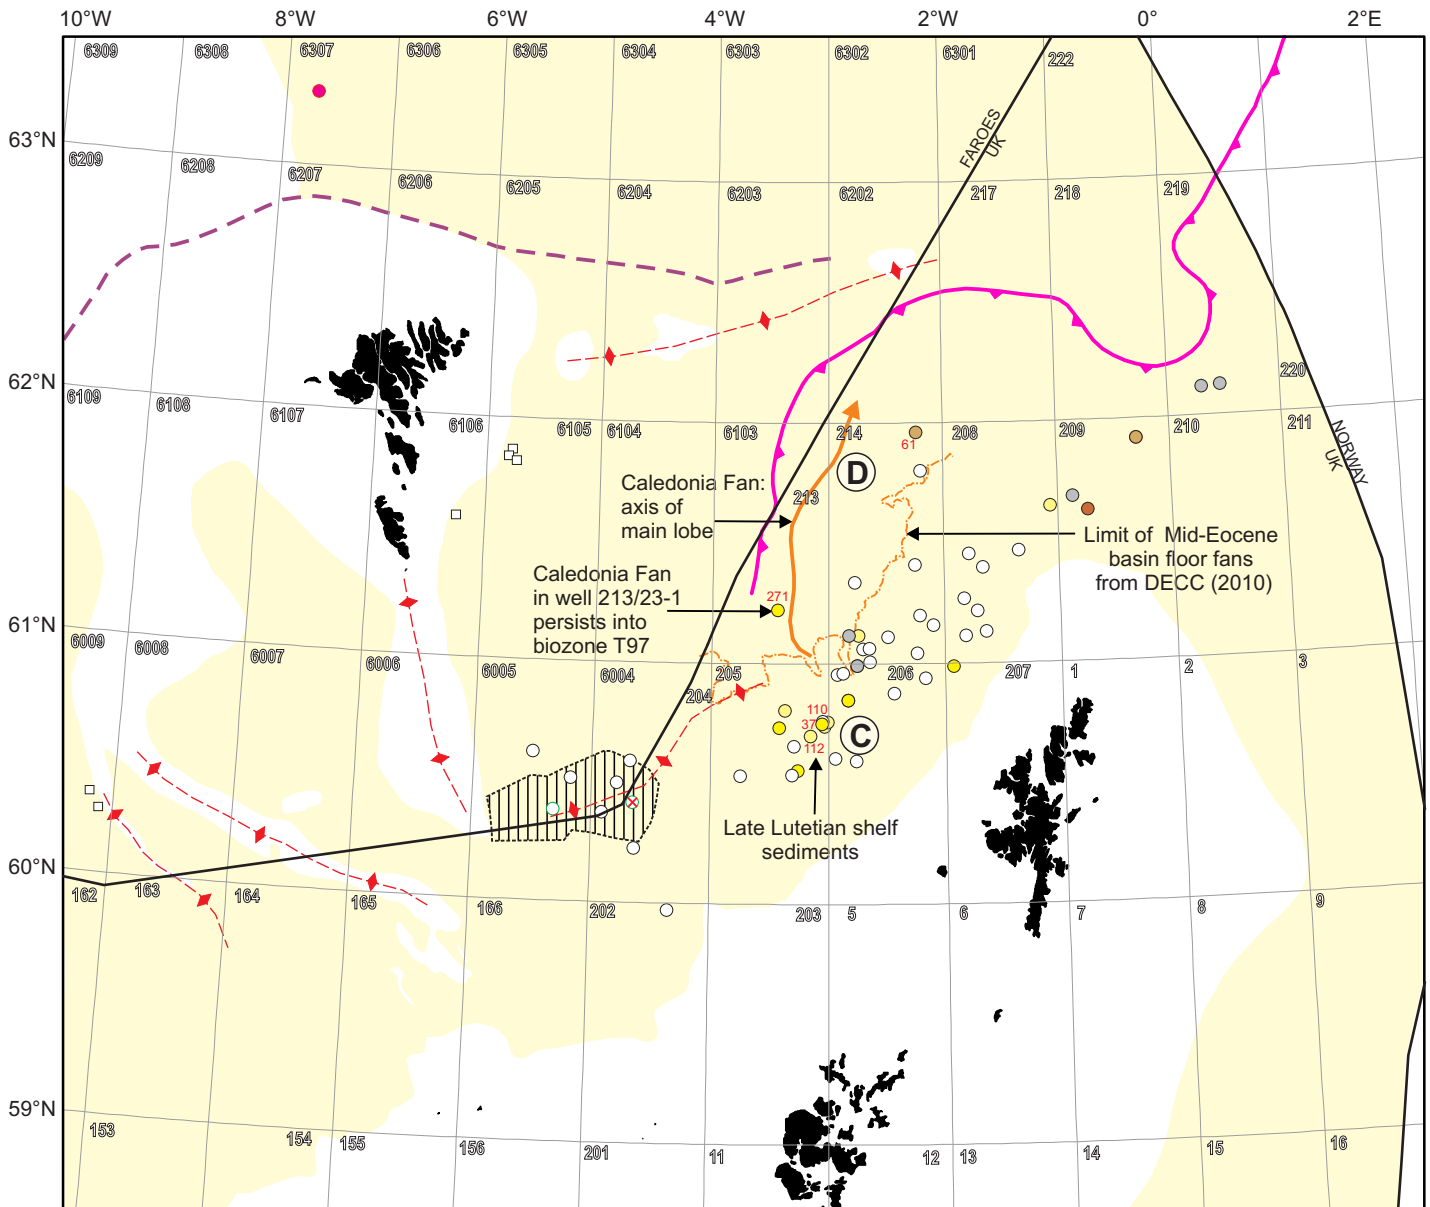 10°W 8°W 6°W 4°W 2°W 0° 2°E
6309 6308 6307 6306 6305 6304 6303 6302 6301 222
FAROES
UK
63°N
6209 6208 6207 6206 6205 6204 6203 6202 217 218 219
62°N
6109 6108 6107 6106 6105 6104 6103 214 208 209 210 220 211
NORWAY
UK
61
D
213
Caledonia Fan:
axis of
main lobe
Limit of Mid-Eocene
basin floor fans
from DECC (2010)
Caledonia Fan
in well 213/23-1
persists into
biozone T97
271
61°N
6009 6008 6007 6006 6005 6004 205 204 206 207 1 2 3
110
37
112
C
Late Lutetian shelf
sediments
60°N
162 163 164 165 166 202 203 5 6 7 8 9
59°N
153 154 155 156 201 11 12 13 14 15 16